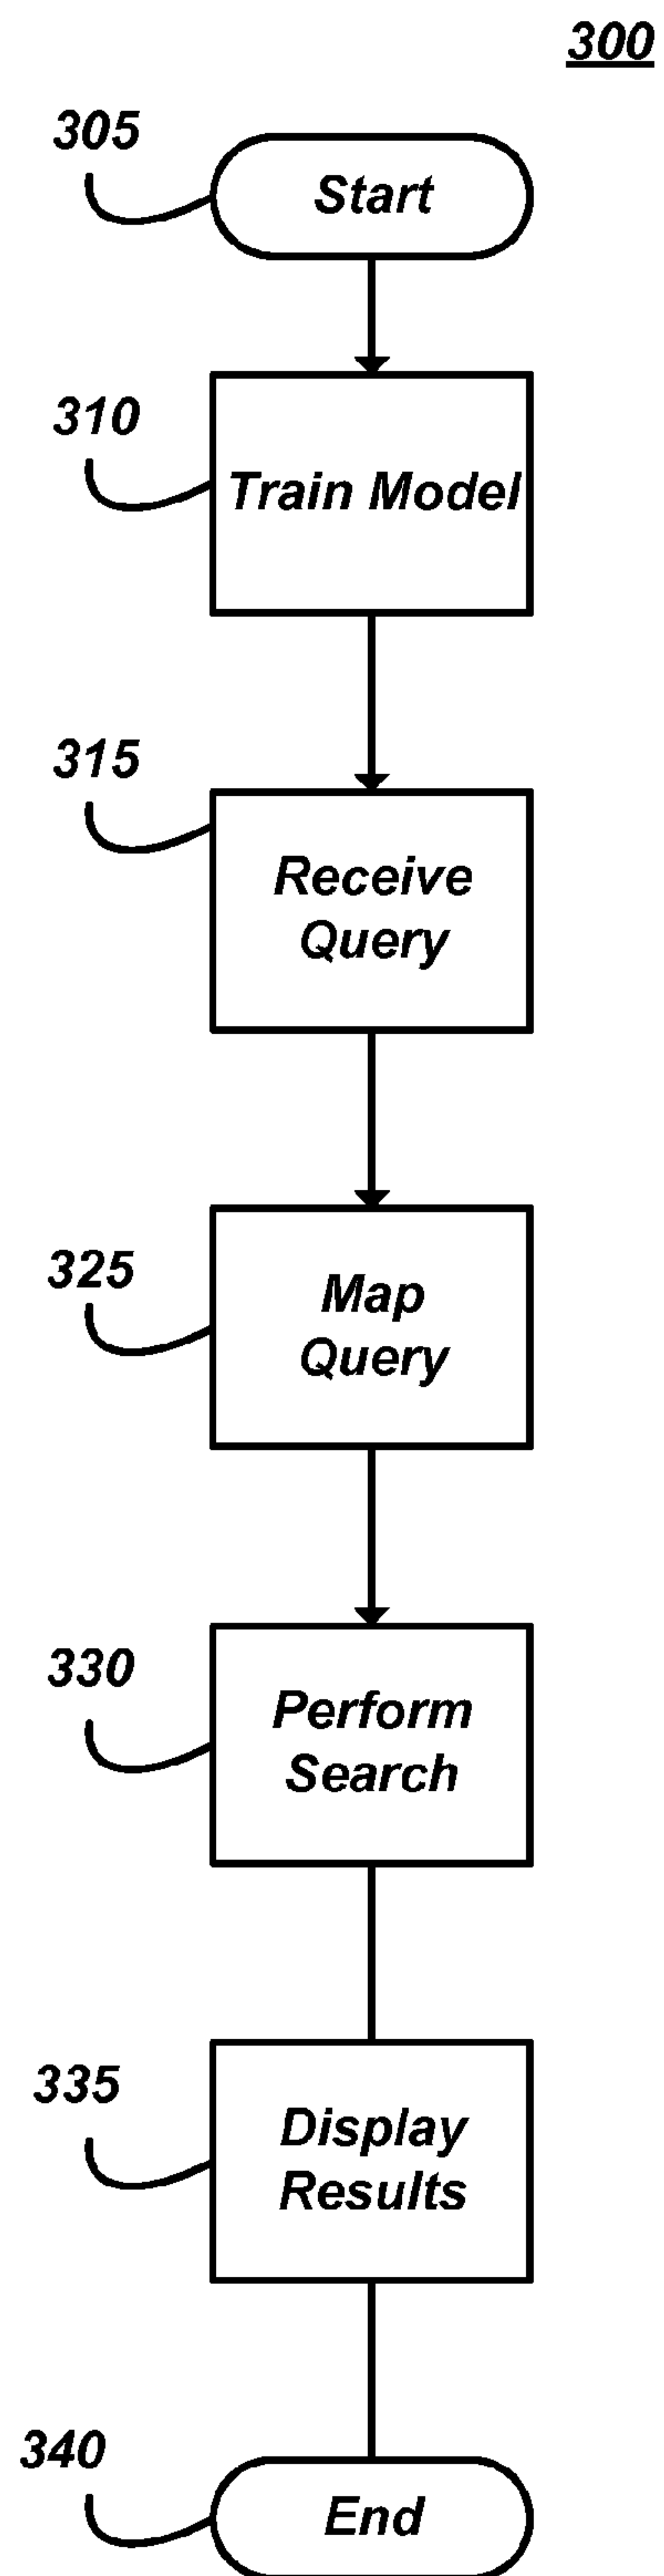 300
305
Start
310
Train Model
315
Receive
Query
325
Map
Query
330
Perform
Search
335
Display
Results
340
End